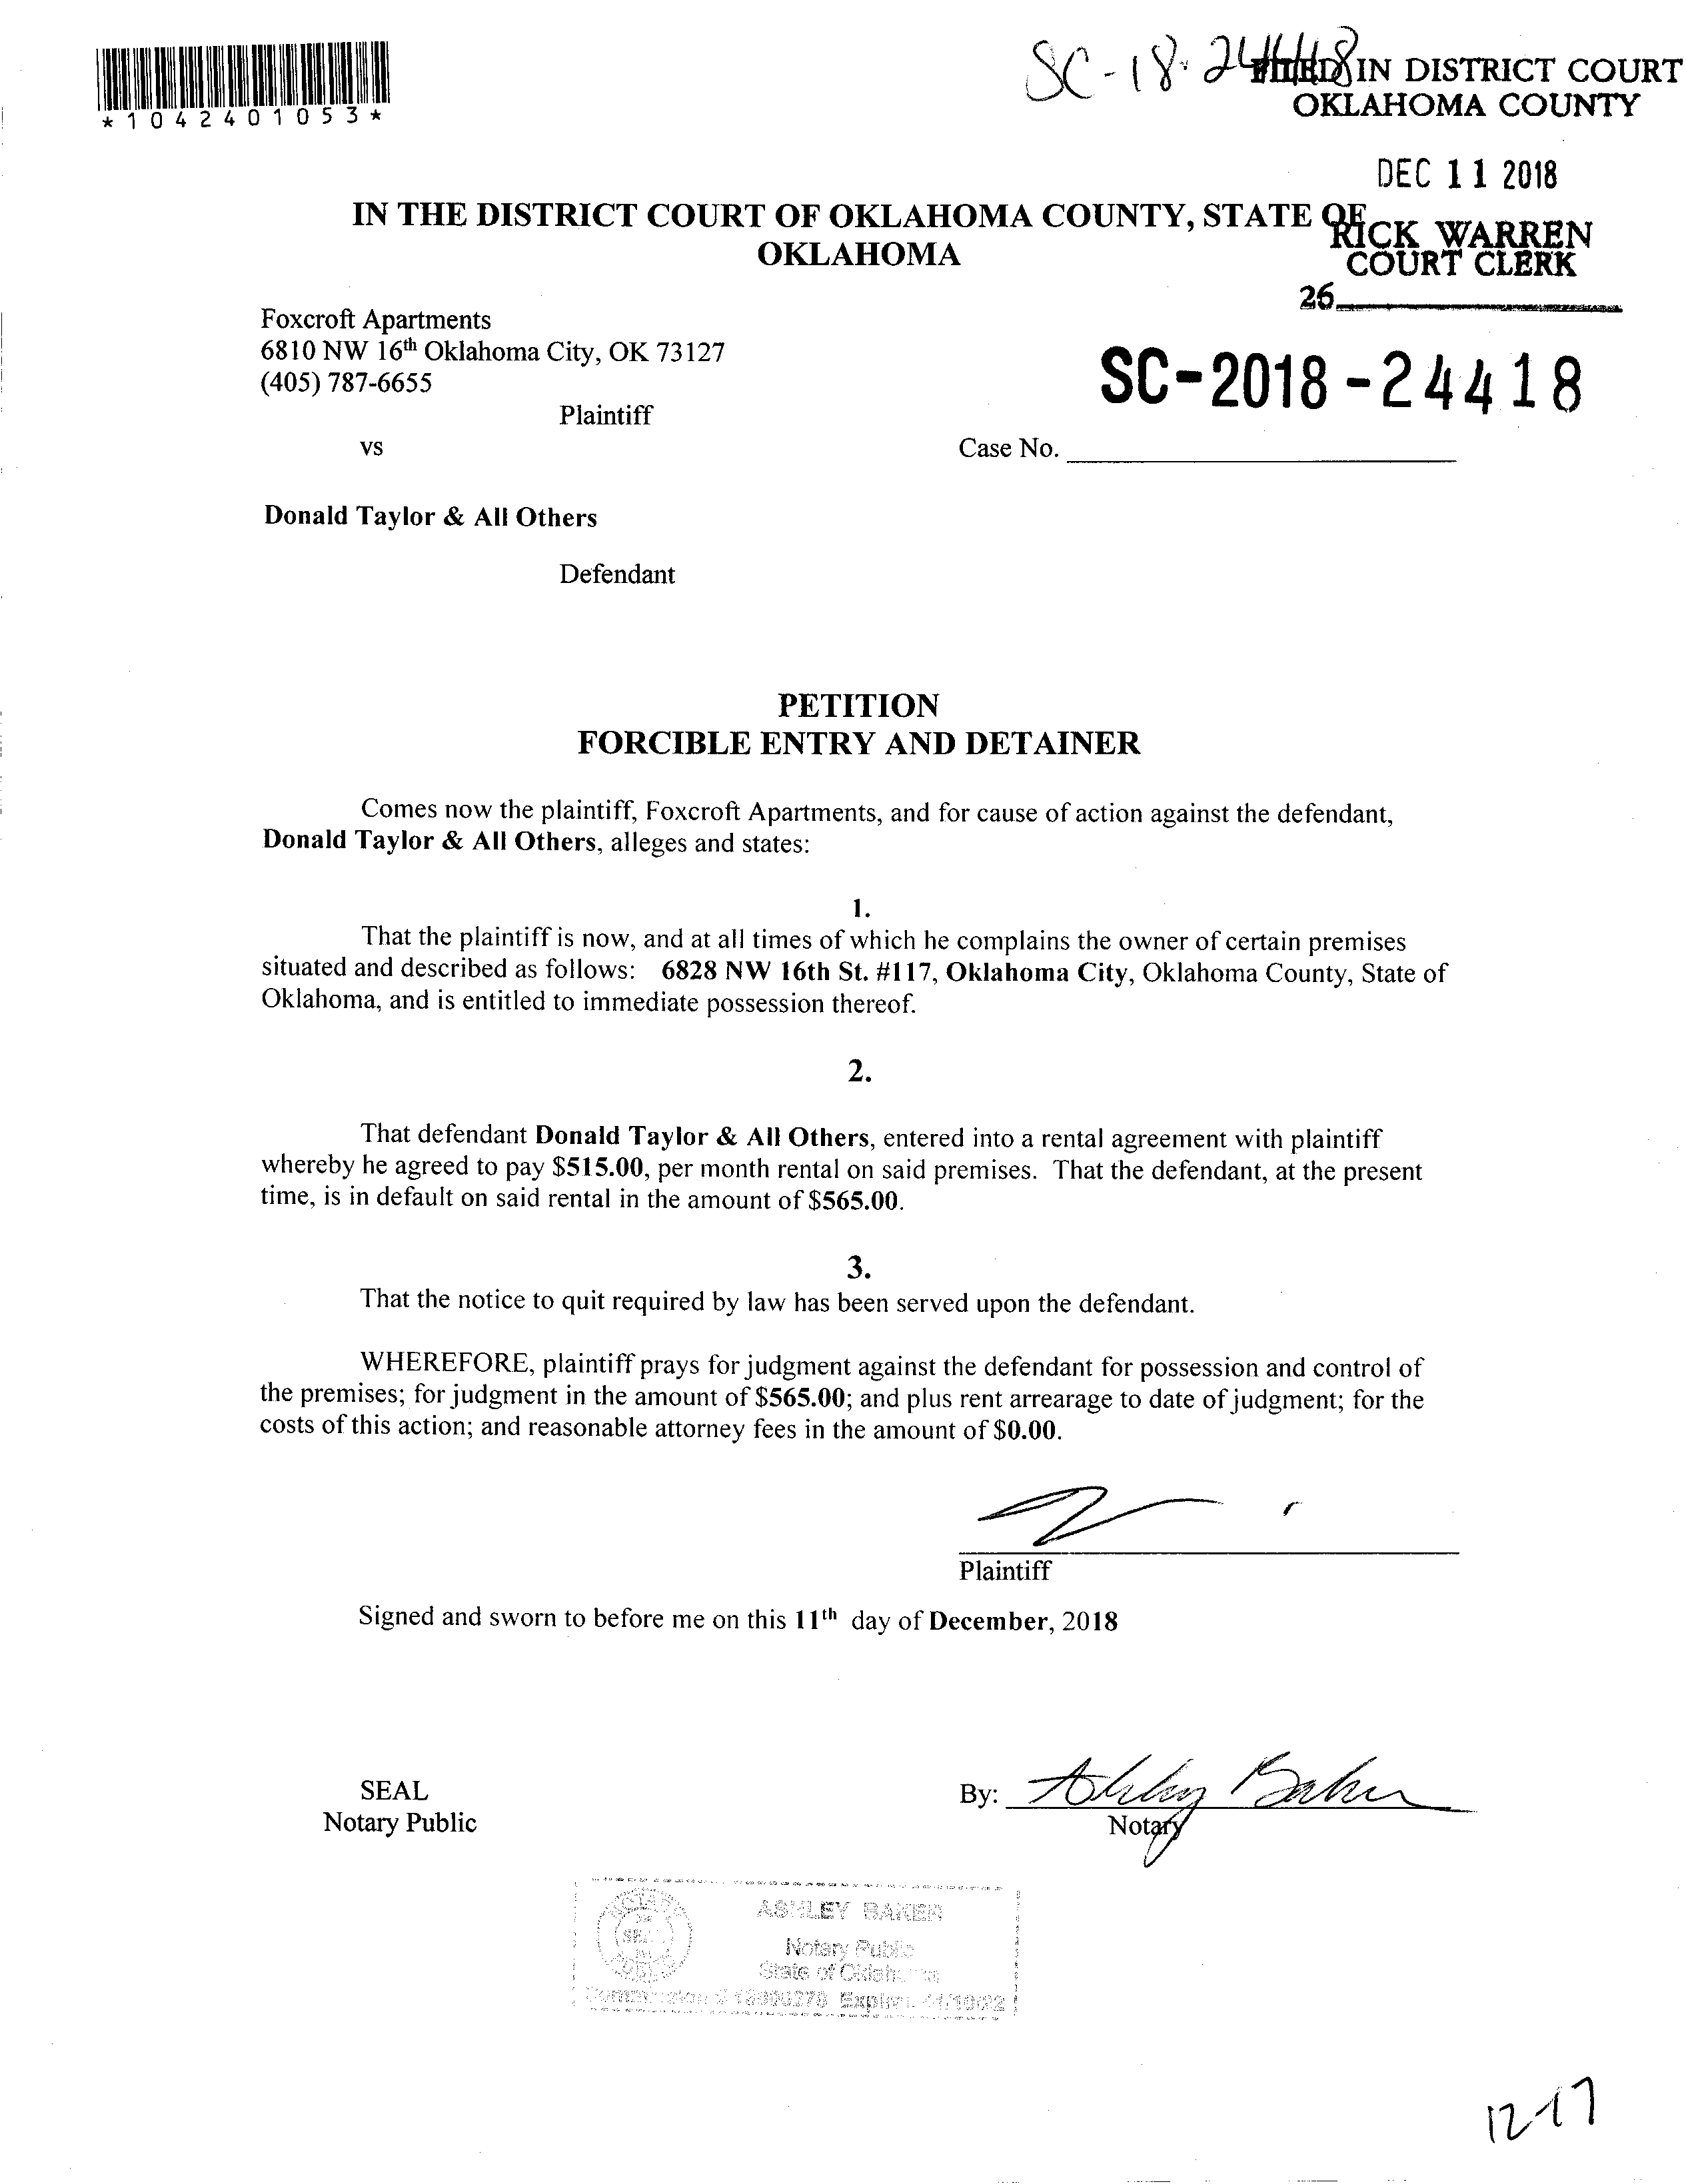 *1042401053*
SC-18-24418
FILED IN DISTRICT COURT
OKLAHOMA COUNTY
DEC 11 2018
RICK WARREN
COURT CLERK
26
IN THE DISTRICT COURT OF OKLAHOMA COUNTY, STATE OF
OKLAHOMA
Foxcroft Apartments
6810 NW 16th Oklahoma City, OK 73127
(405) 787-6655
Plaintiff
SC-2018-24418
vs
Case No.
Donald Taylor & All Others
Defendant
PETITION
FORCIBLE ENTRY AND DETAINER
Comes now the plaintiff, Foxcroft Apartments, and for cause of action against the defendant,
Donald Taylor & All Others, alleges and states:
1.
That the plaintiff is now, and at all times of which he complains the owner of certain premises
situated and described as follows: 6828 NW 16th St. #117, Oklahoma City, Oklahoma County, State of
Oklahoma, and is entitled to immediate possession thereof.
2.
That defendant Donald Taylor & All Others, entered into a rental agreement with plaintiff
whereby he agreed to pay $515.00, per month rental on said premises. That the defendant, at the present
time, is in default on said rental in the amount of $565.00.
3.
That the notice to quit required by law has been served upon the defendant.
WHEREFORE, plaintiff prays for judgment against the defendant for possession and control of
the premises; for judgment in the amount of $565.00; and plus rent arrearage to date of judgment; for the
costs of this action; and reasonable attorney fees in the amount of $0.00.
Plaintiff
Signed and sworn to before me on this 11th day of December, 2018
SEAL
Notary Public
By: Ashley Baker
Notary
ASHLEY BAKER
Notary Public
State of Oklahoma
Commission #
12-17